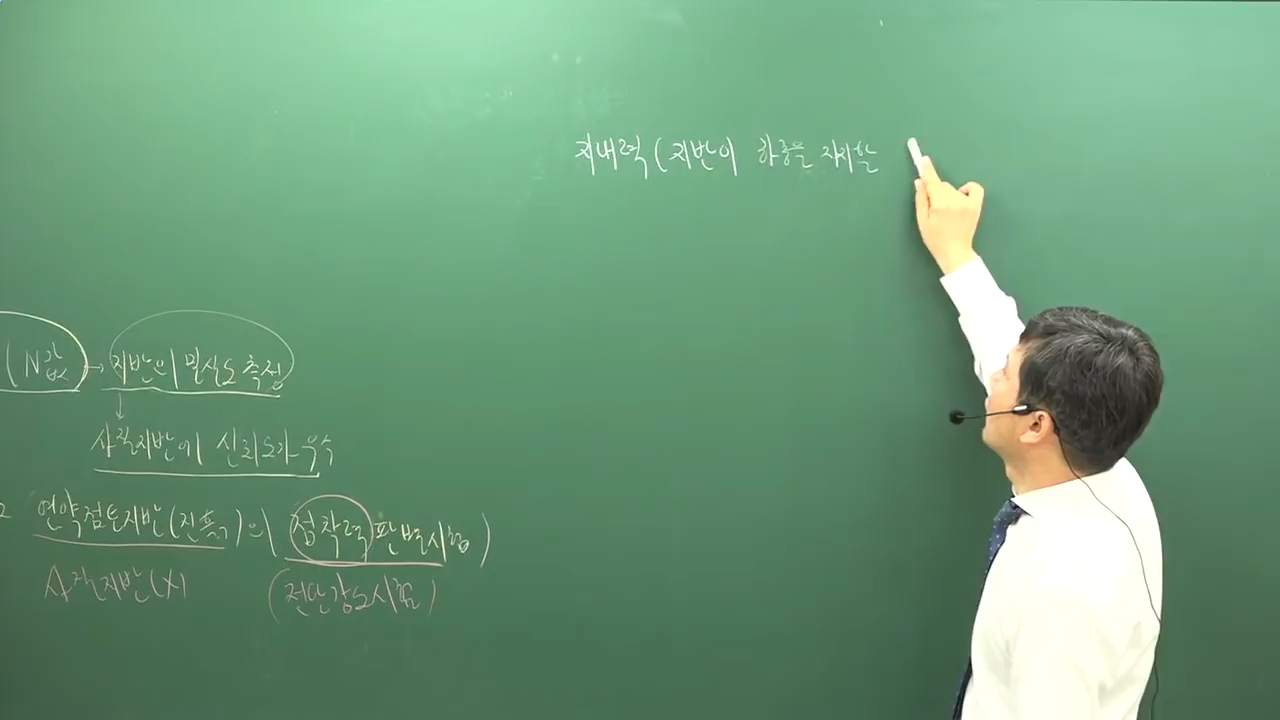 지내력(지반이 하중을 지지할
(N값 → 지반의 밀실도 측정
↓
사질지반에 신뢰도가 우수
2 연약점토지반(진흙)의 (점착력 판별시험)
사질지반(X)
(전단강도시험)